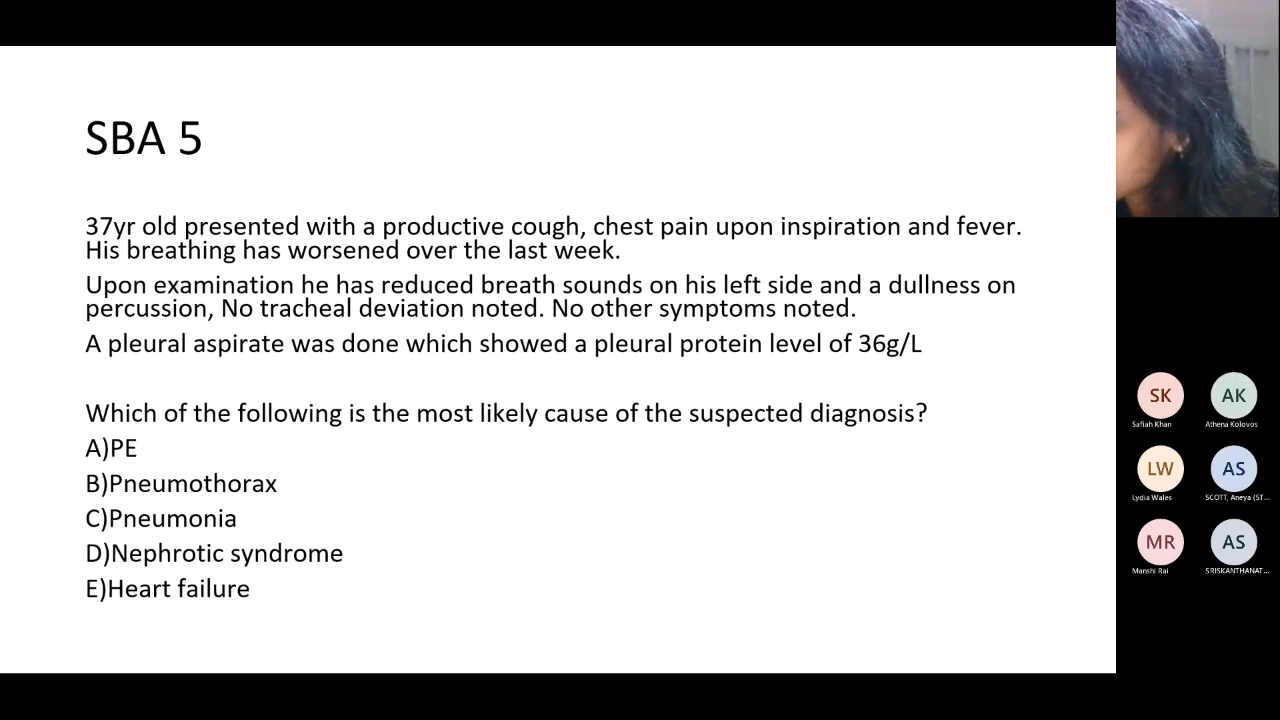 SBA 5
37yr old presented with a productive cough, chest pain upon inspiration and fever.
His breathing has worsened over the last week.
Upon examination he has reduced breath sounds on his left side and a dullness on
percussion, No tracheal deviation noted. No other symptoms noted.
A pleural aspirate was done which showed a pleural protein level of 36g/L
Which of the following is the most likely cause of the suspected diagnosis?
A)PE
B)Pneumothorax
C)Pneumonia
D)Nephrotic syndrome
E)Heart failure
SK
AK
Safiah Khan
Athena Kolovos
LW
AS
Lydia Wales
SCOTT, Aneya (ST...
MR
AS
Manshi Rai
SRISKANTHANAT...